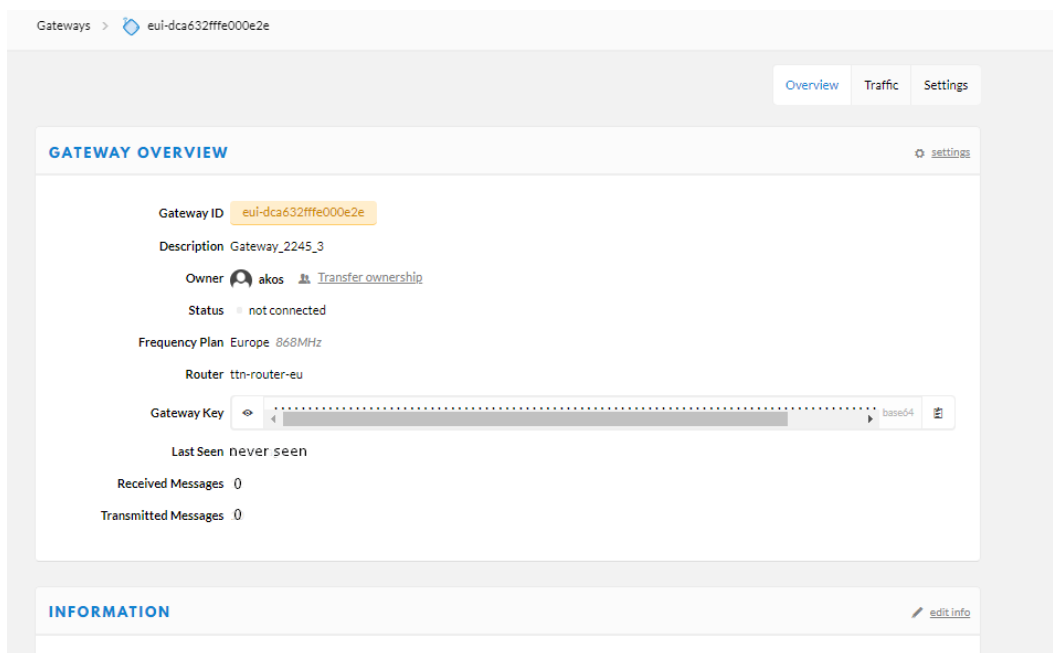 Gateways > eui-dca632fffe000e2e
Overview Traffic Settings
GATEWAY OVERVIEW settings
Gateway ID eui-dca632fffe000e2e
Description Gateway_2245_3
Owner akos Transfer ownership
Status not connected
Frequency Plan Europe 868MHz
Router ttn-router-eu
Gateway Key base64
Last Seen never seen
Received Messages 0
Transmitted Messages 0
INFORMATION edit info